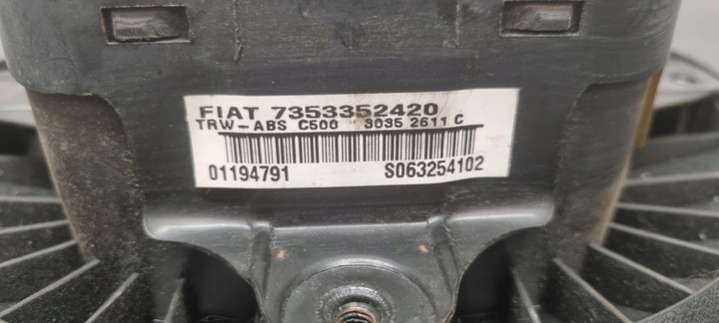 FIAT 7353352420
TRW-ABS C500 3035 2611 C
01194791 S063254102